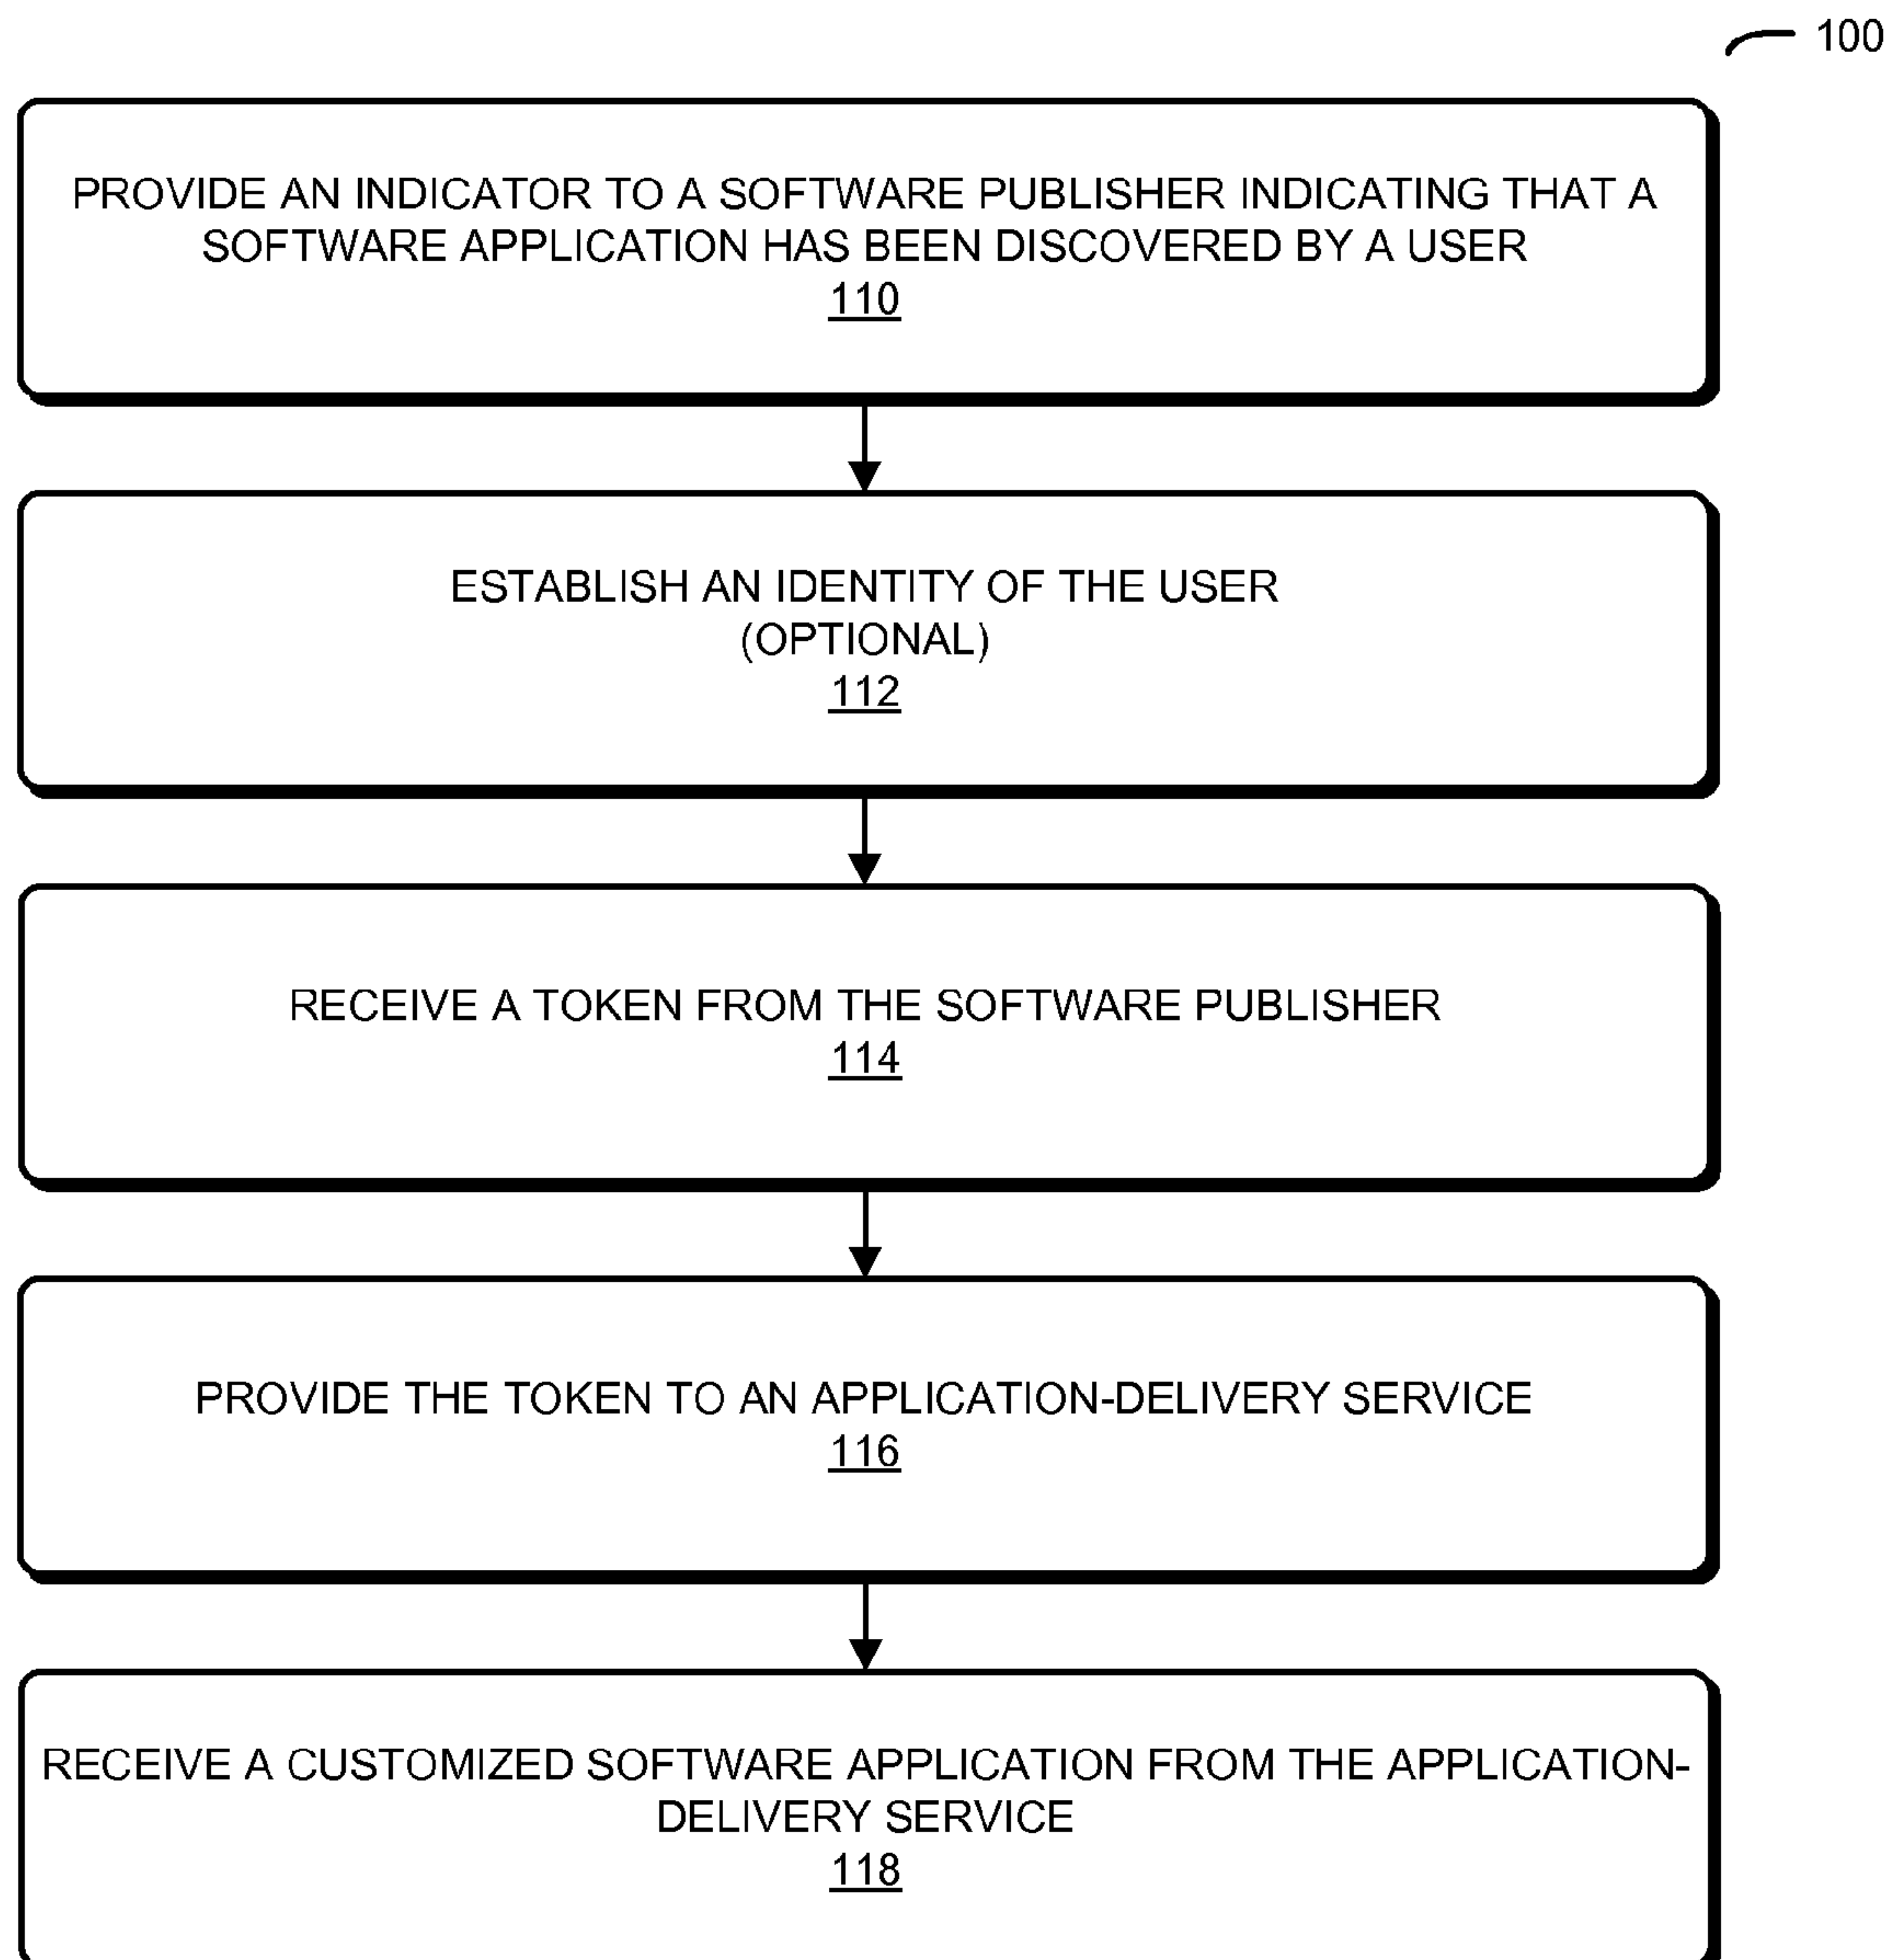 100
PROVIDE AN INDICATOR TO A SOFTWARE PUBLISHER INDICATING THAT A
SOFTWARE APPLICATION HAS BEEN DISCOVERED BY A USER
110
ESTABLISH AN IDENTITY OF THE USER
(OPTIONAL)
112
RECEIVE A TOKEN FROM THE SOFTWARE PUBLISHER
114
PROVIDE THE TOKEN TO AN APPLICATION-DELIVERY SERVICE
116
RECEIVE A CUSTOMIZED SOFTWARE APPLICATION FROM THE APPLICATION-
DELIVERY SERVICE
118